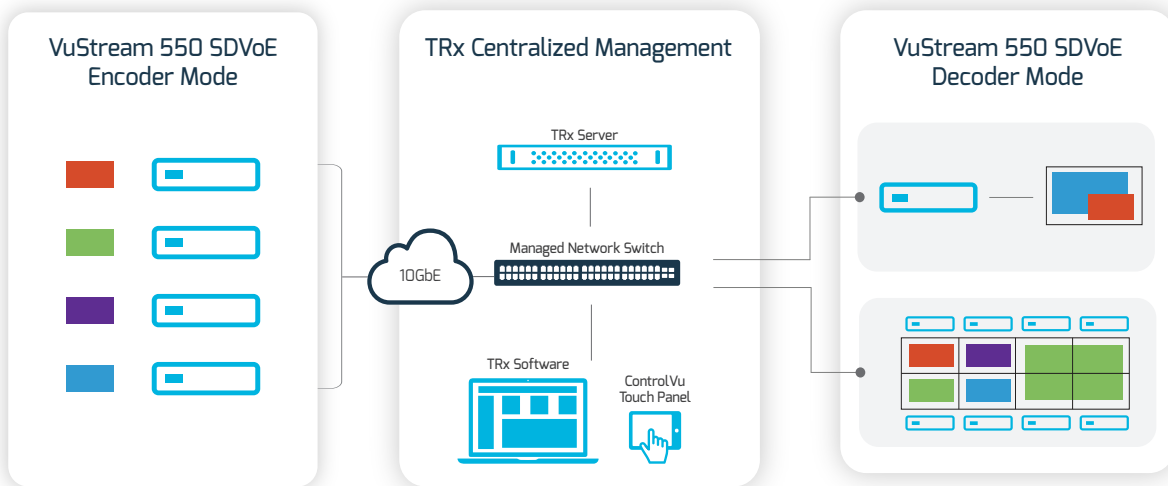 VuStream 550 SDVoE
Encoder Mode
TRx Centralized Management
TRx Server
10GbE
Managed Network Switch
TRx Software
ControlVu
Touch Panel
VuStream 550 SDVoE
Decoder Mode